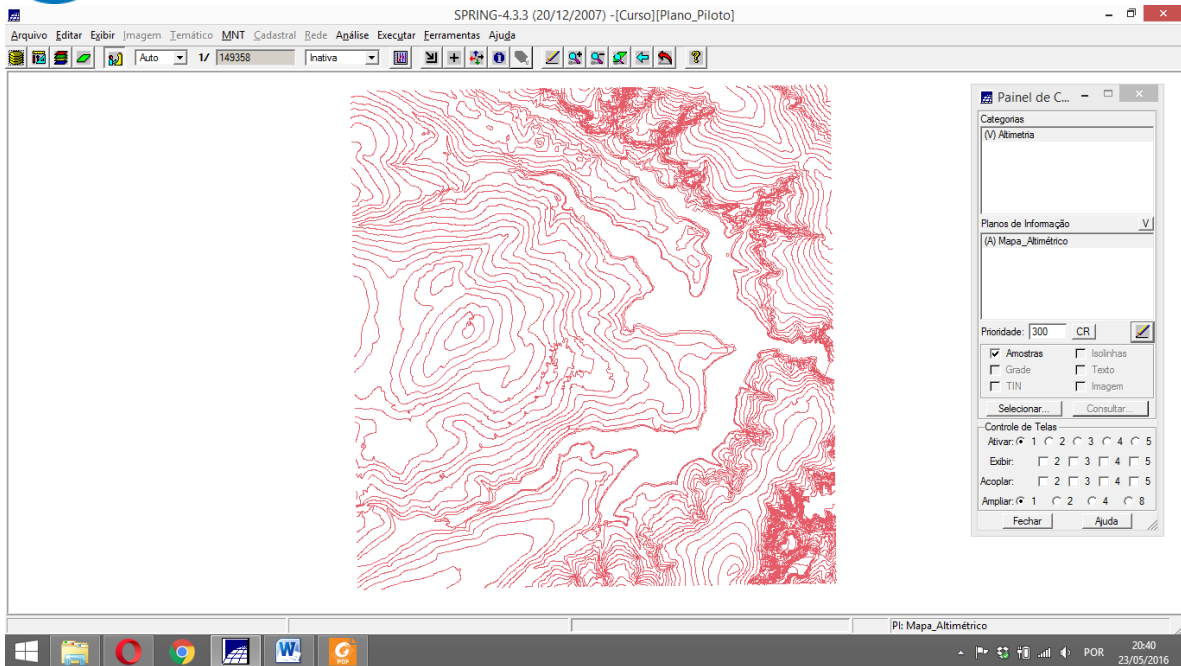 SPRING-4.3.3 (20/12/2007) -[Curso][Plano_Piloto]
Arquivo Editar Exibir Imagem Temático MNT Cadastral Rede Análise Executar Ferramentas Ajuda
Auto 1/ 149358 Inativa
Painel de C...
Categorias
(V) Altimetria
Planos de Informação V
(A) Mapa_Altimétrico
Prioridade: 300 CR
Amostras Isolinhas
Grade Texto
TIN Imagem
Selecionar... Consultar...
Controle de Telas
Ativar: 1 2 3 4 5
Exibir: 2 3 4 5
Acoplar: 2 3 4 5
Ampliar: 1 2 4 8
Fechar Ajuda
PI: Mapa_Altimétrico
W PDF POR 20:40
23/05/2016